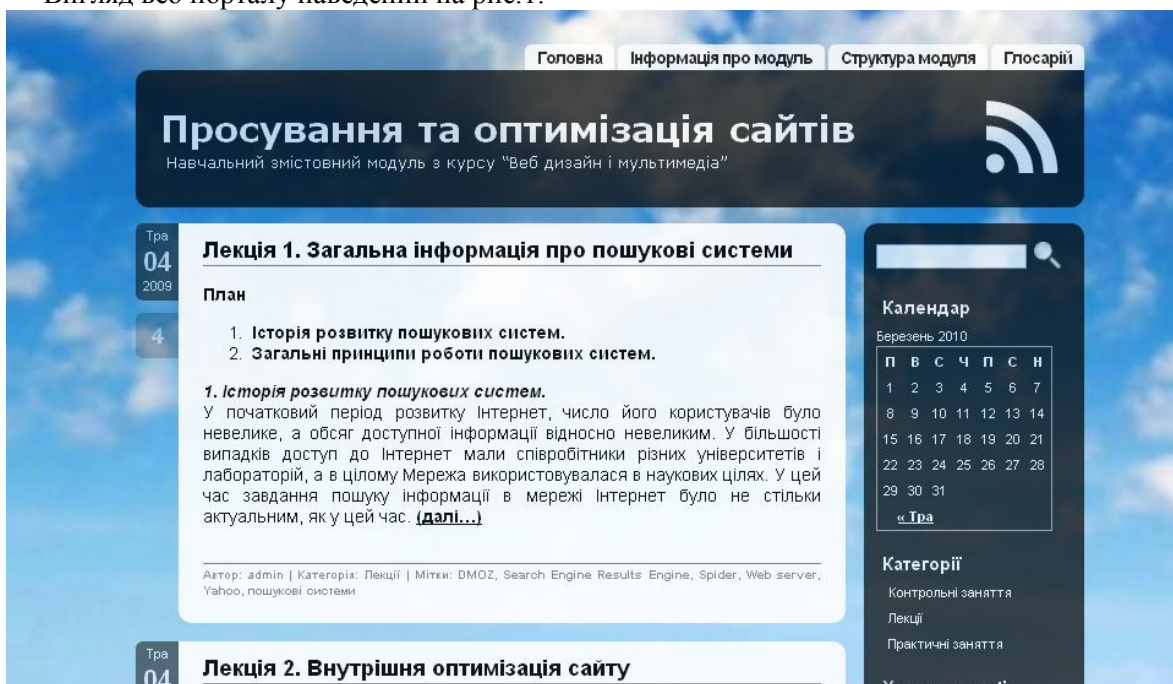 Вигляд веб порталу наведений на рис.1.
Головна Інформація про модуль Структура модуля Глосарій
Просування та оптимізація сайтів
Навчальний змістовний модуль з курсу "Веб дизайн і мультимедіа"
Тра
04
2009
4
Лекція 1. Загальна інформація про пошукові системи
План
1. Історія розвитку пошукових систем.
2. Загальні принципи роботи пошукових систем.
1. Історія розвитку пошукових систем.
У початковий період розвитку Інтернет, число його користувачів було
невелике, а обсяг доступної інформації відносно невеликим. У більшості
випадків доступ до Інтернет мали співробітники різних університетів і
лабораторій, а в цілому Мережа використовувалася в наукових цілях. У цей
час завдання пошуку інформації в мережі Інтернет було не стільки
актуальним, як у цей час. (далі...)
Автор: admin | Категорія: Лекції | Мітки: DMOZ, Search Engine Results Engine, Spider, Web server,
Yahoo, пошукові системи
Тра
04
Лекція 2. Внутрішня оптимізація сайту
Календар
Березень 2010
П В С Ч П С Н
1 2 3 4 5 6 7
8 9 10 11 12 13 14
15 16 17 18 19 20 21
22 23 24 25 26 27 28
29 30 31
« Тра
Категорії
Контрольні заняття
Лекції
Практичні заняття